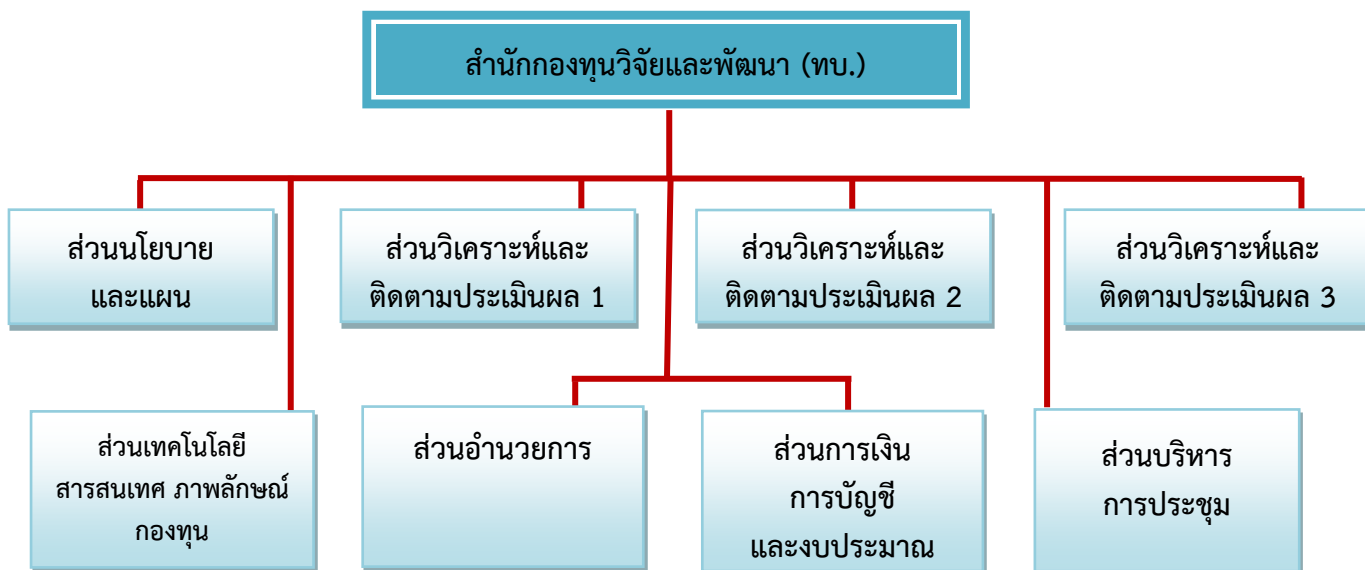 สำนักกองทุนวิจัยและพัฒนา (ทบ.)
ส่วนนโยบาย
และแผน
ส่วนวิเคราะห์และ
ติดตามประเมินผล 1
ส่วนวิเคราะห์และ
ติดตามประเมินผล 2
ส่วนวิเคราะห์และ
ติดตามประเมินผล 3
ส่วนเทคโนโลยี
สารสนเทศ ภาพลักษณ์
กองทุน
ส่วนอำนวยการ
ส่วนการเงิน
การบัญชี
และงบประมาณ
ส่วนบริหาร
การประชุม